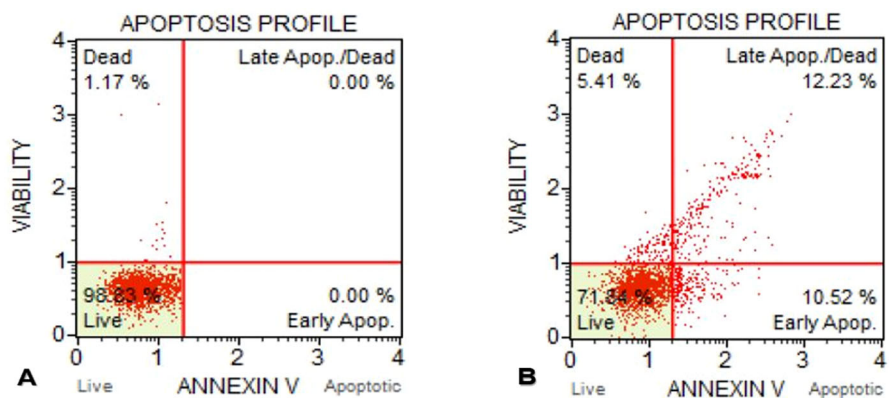 APOPTOSIS PROFILE
4
Dead
Late Apop./Dead
1.17 %
0.00 %
3
VIABILITY
2
1
98.83 %
0.00 %
Live
Early Apop.
0
0
1
2
3
4
A
Live
ANNEXIN V
Apoptotic
APOPTOSIS PROFILE
4
Dead
Late Apop./Dead
5.41 %
12.23 %
3
VIABILITY
2
1
71.84 %
10.52 %
Live
Early Apop.
0
0
1
2
3
4
B
Live
ANNEXIN V
Apoptotic